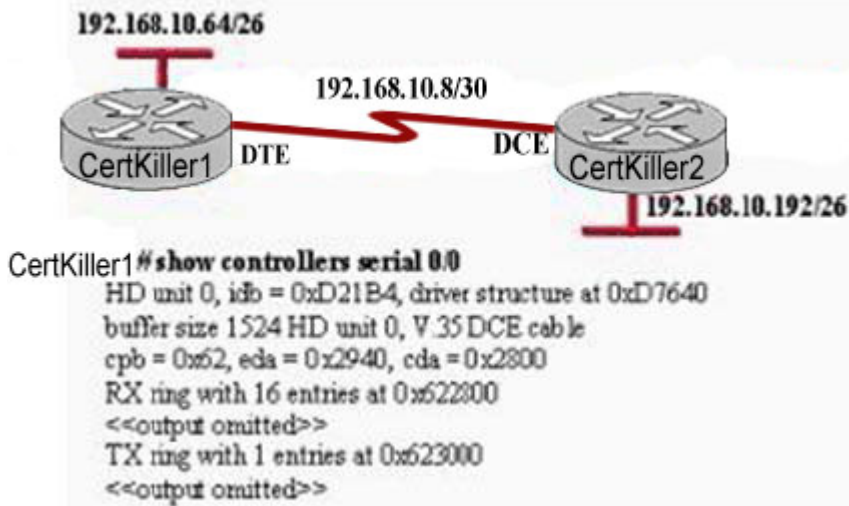 192.168.10.64/26
192.168.10.8/30
CertKiller1
DTE
DCE
CertKiller2
192.168.10.192/26
CertKiller1#show controllers serial 0/0
HD unit 0, idb = 0xD21B4, driver structure at 0xD7640
buffer size 1524 HD unit 0, V.35 DCE cable
cpb = 0x62, eda = 0x2940, cda = 0x2800
RX ring with 16 entries at 0x622800
<<output omitted>>
TX ring with 1 entries at 0x623000
<<output omitted>>